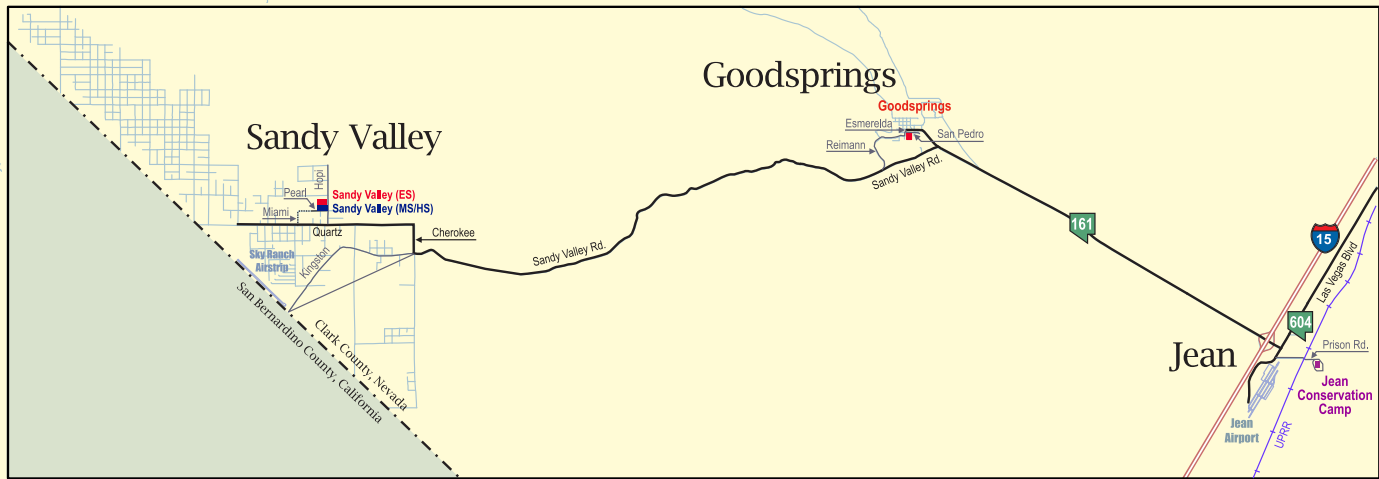 Goodsprings
Goodsprings
Esmerelda
San Pedro
Reimann
Sandy Valley Rd.
Sandy Valley
Hopi
Pearl
Sandy Valley (ES)
Sandy Valley (MS/HS)
Miami
Quartz
Cherokee
Sky Ranch
Airstrip
Kingston
Sandy Valley Rd.
161
15
Las Vegas Blvd
604
Prison Rd.
Jean
Jean
Conservation
Camp
Jean
Airport
UPRR
Clark County, Nevada
San Bernardino County, California